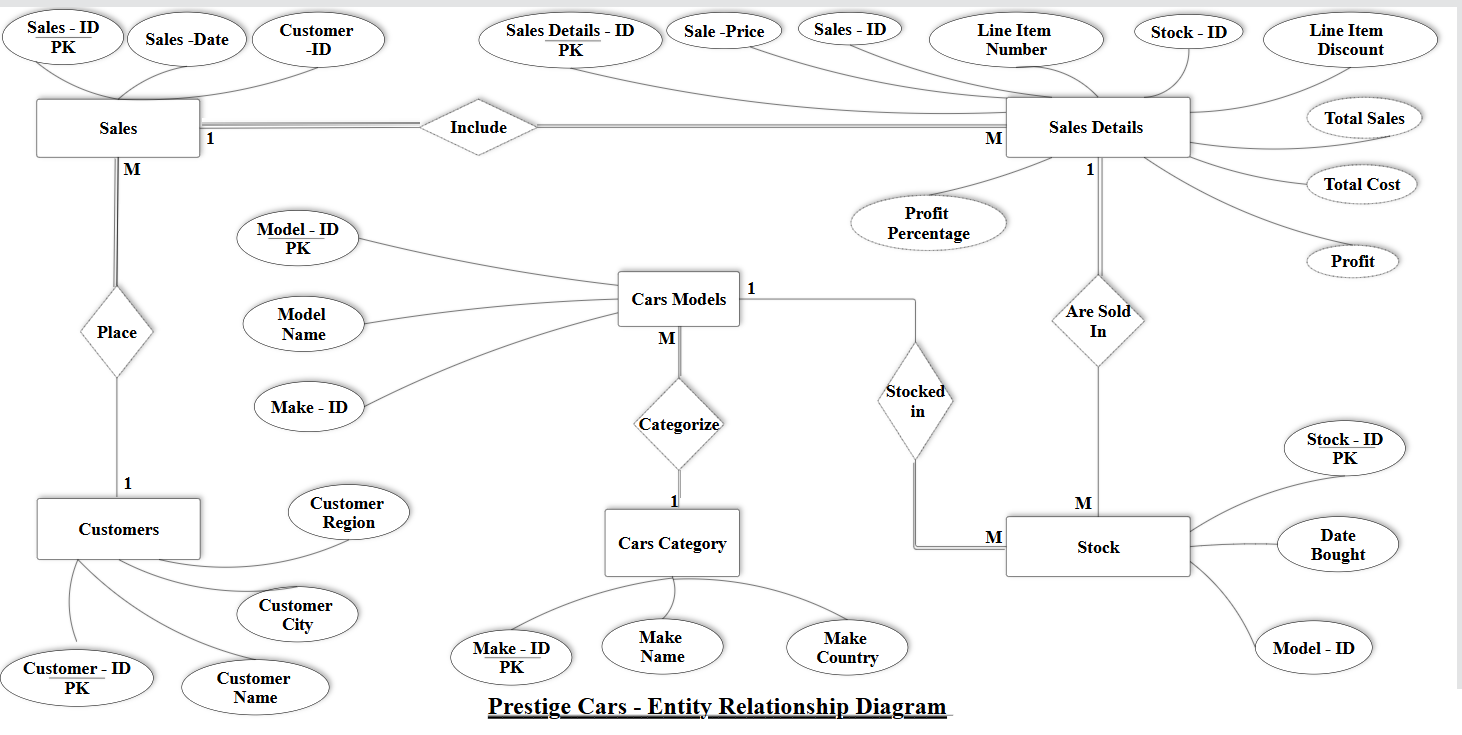 Sales - ID
PK
Sales -Date
Customer
-ID
Sales Details - ID
PK
Sale -Price
Sales - ID
Line Item
Number
Stock - ID
Line Item
Discount
Sales
1
M
Include
M
Sales Details
1
Total Sales
Total Cost
Profit
Profit
Percentage
Model - ID
PK
Model
Name
Make - ID
Cars Models
1
M
Place
Are Sold
In
Stocked
in
Categorize
1
1
Customers
Customer
Region
Customer
City
Customer - ID
PK
Customer
Name
Cars Category
Make - ID
PK
Make
Name
Make
Country
M
M
Stock
Stock - ID
PK
Date
Bought
Model - ID
Prestige Cars - Entity Relationship Diagram